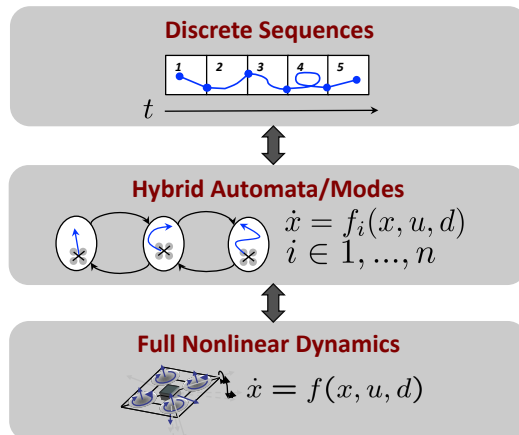 Discrete Sequences
1 2 3 4 5
t
Hybrid Automata/Modes
ẋ = f_i(x, u, d)
i ∈ 1, ..., n
Full Nonlinear Dynamics
ẋ = f(x, u, d)